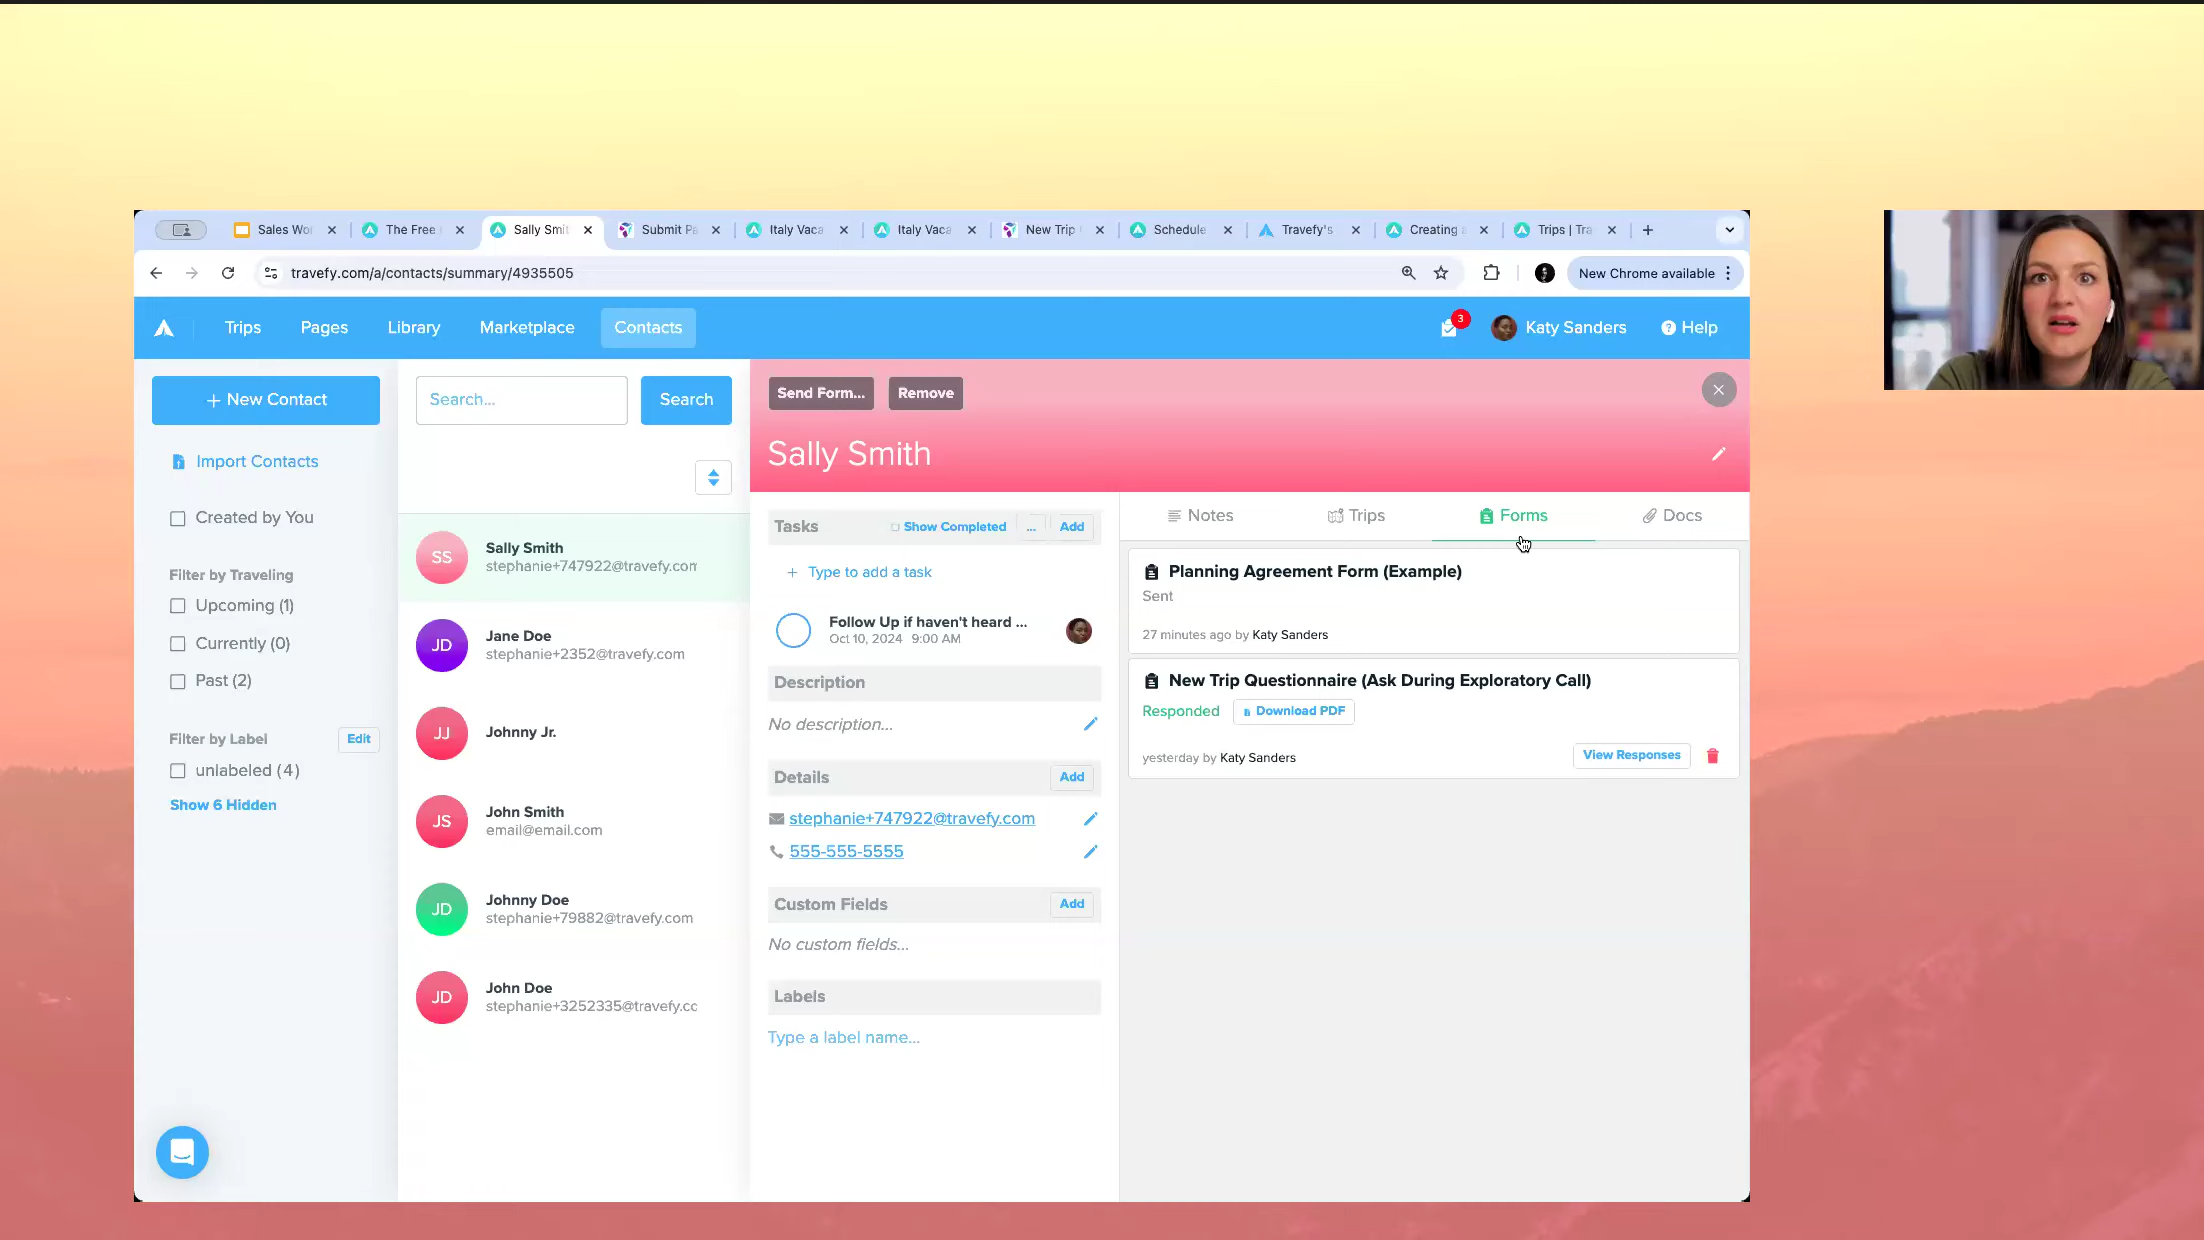 Sales Wor
The Free
Sally Smit
Submit Pa
Italy Vaca
Italy Vaca
New Trip
Schedule
Travefy's
Creating a
Trips | Tra
travefy.com/a/contacts/summary/4935505
New Chrome available
Trips
Pages
Library
Marketplace
Contacts
3
Katy Sanders
Help
+ New Contact
Import Contacts
Created by You
Filter by Traveling
Upcoming (1)
Currently (0)
Past (2)
Filter by Label
Edit
unlabeled (4)
Show 6 Hidden
Search...
Search
SS
Sally Smith
stephanie+747922@travefy.com
JD
Jane Doe
stephanie+2352@travefy.com
JJ
Johnny Jr.
JS
John Smith
email@email.com
JD
Johnny Doe
stephanie+79882@travefy.com
JD
John Doe
stephanie+3252335@travefy.cc
Send Form...
Remove
Sally Smith
Tasks
Show Completed
...
Add
+ Type to add a task
Follow Up if haven't heard ...
Oct 10, 2024 9:00 AM
Description
No description...
Details
Add
stephanie+747922@travefy.com
555-555-5555
Custom Fields
Add
No custom fields...
Labels
Type a label name...
Notes
Trips
Forms
Docs
Planning Agreement Form (Example)
Sent
27 minutes ago by Katy Sanders
New Trip Questionnaire (Ask During Exploratory Call)
Responded
Download PDF
yesterday by Katy Sanders
View Responses